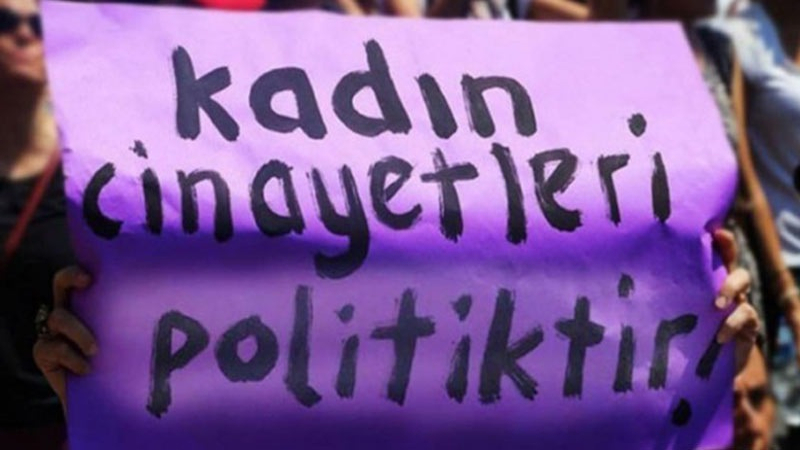 kadın
cinayetleri
politiktir!